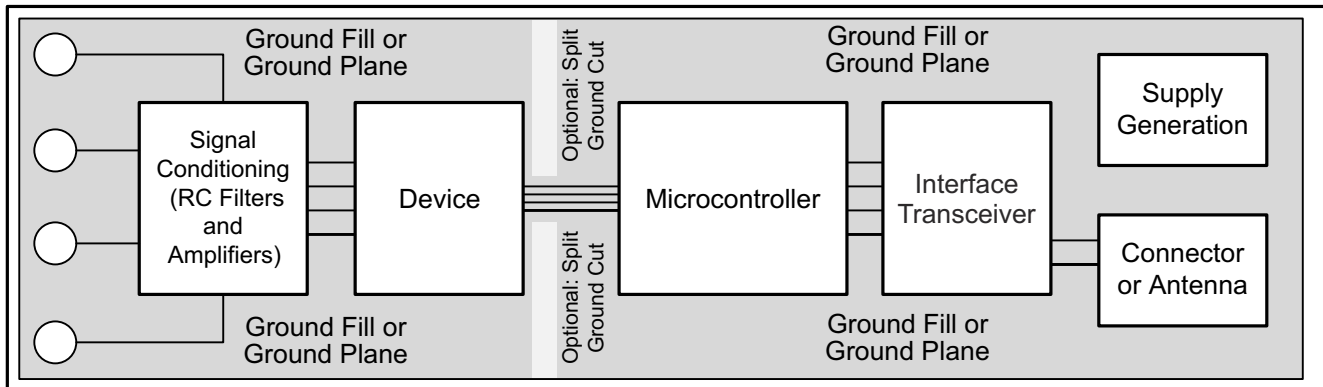 Ground Fill or
Ground Plane
Optional: Split
Ground Cut
Ground Fill or
Ground Plane
Supply
Generation
Signal
Conditioning
(RC Filters
and
Amplifiers)
Device
Microcontroller
Interface
Transceiver
Connector
or Antenna
Ground Fill or
Ground Plane
Optional: Split
Ground Cut
Ground Fill or
Ground Plane